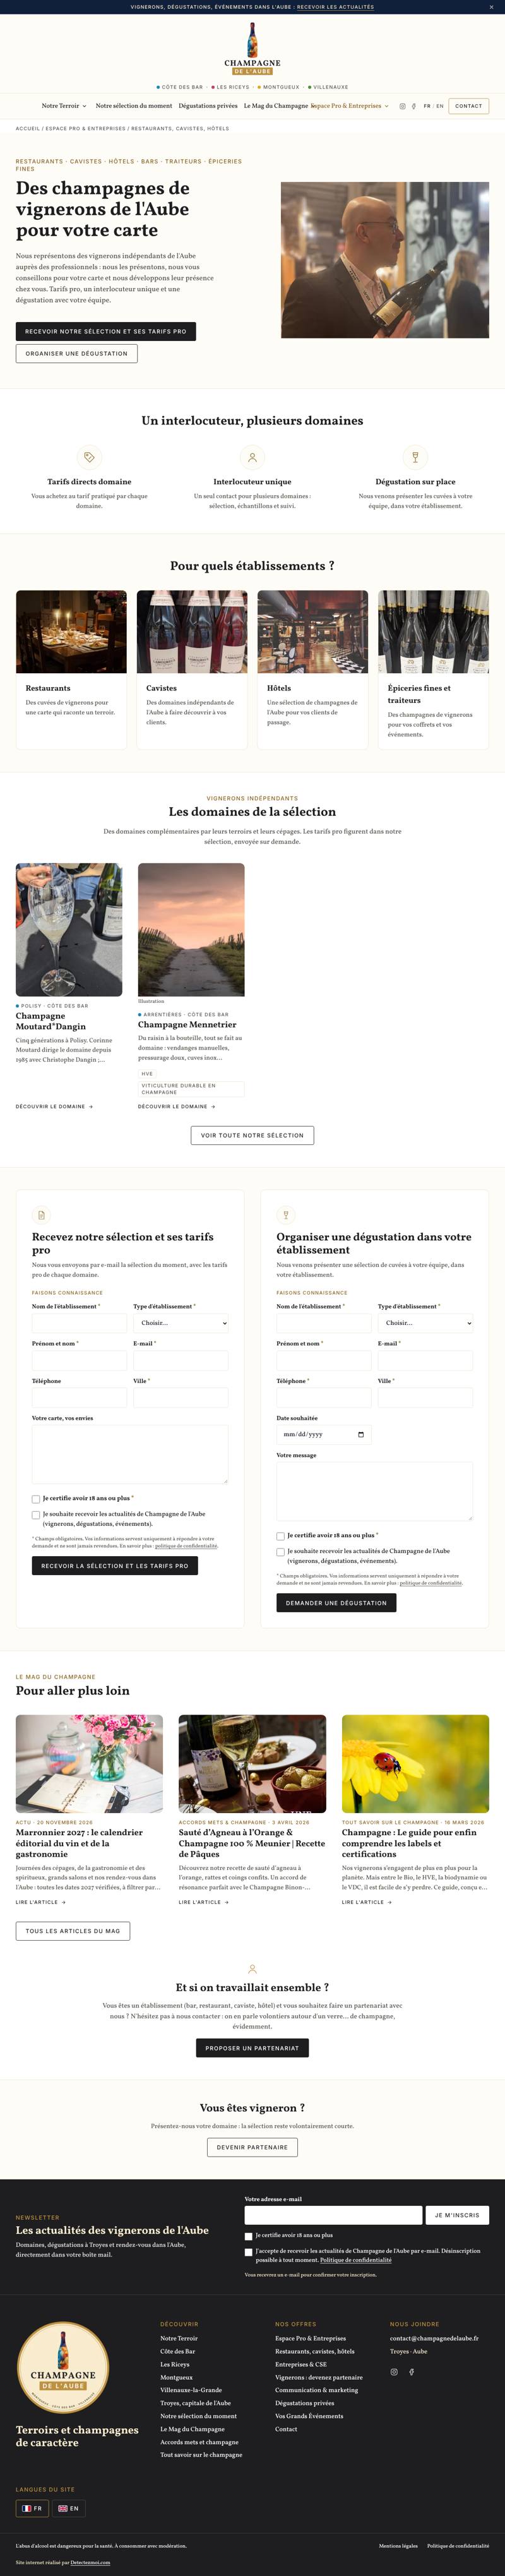 VIGNERONS, DÉGUSTATIONS, ÉVÉNEMENTS DANS L'AUBE : RECEVOIR LES ACTUALITÉS
×
CHAMPAGNE
DE L'AUBE
CÔTE DES BAR · LES RICEYS · MONTGUEUX · VILLENAUXE
Notre Terroir Notre sélection du moment Dégustations privées Le Mag du Champagne Espace Pro & Entreprises FR / EN CONTACT
ACCUEIL / ESPACE PRO & ENTREPRISES / RESTAURANTS, CAVISTES, HÔTELS
RESTAURANTS · CAVISTES · HÔTELS · BARS · TRAITEURS · ÉPICERIES
FINES
Des champagnes de
vignerons de l'Aube
pour votre carte
Nous représentons des vignerons indépendants de l'Aube
auprès des professionnels : nous les présentons, nous vous
conseillons pour votre carte et nous développons leur présence
chez vous. Tarifs pro, un interlocuteur unique et une
dégustation avec votre équipe.
RECEVOIR NOTRE SÉLECTION ET SES TARIFS PRO
ORGANISER UNE DÉGUSTATION
Un interlocuteur, plusieurs domaines
Tarifs directs domaine
Vous achetez au tarif pratiqué par chaque
domaine.
Interlocuteur unique
Un seul contact pour plusieurs domaines :
sélection, échantillons et suivi.
Dégustation sur place
Nous venons présenter les cuvées à votre
équipe, dans votre établissement.
Pour quels établissements ?
Restaurants
Des cuvées de vignerons pour
une carte qui raconte un terroir.
Cavistes
Des domaines indépendants de
l'Aube à faire découvrir à vos
clients.
Hôtels
Une sélection de champagnes de
l'Aube pour vos clients de
passage.
Épiceries fines et
traiteurs
Des champagnes de vignerons
pour vos coffrets et vos
événements.
VIGNERONS INDÉPENDANTS
Les domaines de la sélection
Des domaines complémentaires par leurs terroirs et leurs cépages. Les tarifs pro figurent dans notre
sélection, envoyée sur demande.
POLISY · CÔTE DES BAR
Champagne
Moutard*Dangin
Cinq générations à Polisy. Corinne
Moutard dirige le domaine depuis
1985 avec Christophe Dangin ;…
DÉCOUVRIR LE DOMAINE →
Illustration
ARRENTIÈRES · CÔTE DES BAR
Champagne Mennetrier
Du raisin à la bouteille, tout se fait au
domaine : vendanges manuelles,
pressurage doux, cuves inox…
HVE
VITICULTURE DURABLE EN
CHAMPAGNE
DÉCOUVRIR LE DOMAINE →
VOIR TOUTE NOTRE SÉLECTION
Recevez notre sélection et ses tarifs
pro
Nous vous envoyons par e-mail la sélection du moment, avec les tarifs
pro de chaque domaine.
FAISONS CONNAISSANCE
Nom de l'établissement * Type d'établissement *
Choisir...
Prénom et nom * E-mail *
Téléphone Ville *
Votre carte, vos envies
Je certifie avoir 18 ans ou plus *
Je souhaite recevoir les actualités de Champagne de l'Aube
(vignerons, dégustations, événements).
* Champs obligatoires. Vos informations servent uniquement à répondre à votre
demande et ne sont jamais revendues. En savoir plus : politique de confidentialité.
RECEVOIR LA SÉLECTION ET LES TARIFS PRO
Organiser une dégustation dans votre
établissement
Nous venons présenter une sélection de cuvées à votre équipe, dans
votre établissement.
FAISONS CONNAISSANCE
Nom de l'établissement * Type d'établissement *
Choisir...
Prénom et nom * E-mail *
Téléphone * Ville *
Date souhaitée
mm/dd/yyyy
Votre message
Je certifie avoir 18 ans ou plus *
Je souhaite recevoir les actualités de Champagne de l'Aube
(vignerons, dégustations, événements).
* Champs obligatoires. Vos informations servent uniquement à répondre à votre
demande et ne sont jamais revendues. En savoir plus : politique de confidentialité.
DEMANDER UNE DÉGUSTATION
LE MAG DU CHAMPAGNE
Pour aller plus loin
ACTU · 20 NOVEMBRE 2026
Marronnier 2027 : le calendrier
éditorial du vin et de la
gastronomie
Journées des cépages, de la gastronomie et des
spiritueux, grands salons et nos rendez-vous dans
l'Aube : toutes les dates 2027 vérifiées, à filtrer par…
LIRE L'ARTICLE →
ACCORDS METS & CHAMPAGNE · 3 AVRIL 2026
Sauté d'Agneau à l'Orange &
Champagne 100 % Meunier | Recette
de Pâques
Découvrez notre recette de sauté d'agneau à
l'orange, rattes et coings confits. Un accord de
résonance parfait avec le Champagne Binon-…
LIRE L'ARTICLE →
TOUT SAVOIR SUR LE CHAMPAGNE · 16 MARS 2026
Champagne : Le guide pour enfin
comprendre les labels et
certifications
Nos vignerons s'engagent de plus en plus pour la
planète. Mais entre le Bio, le HVE, la biodynamie ou
le VDC, il est facile de s'y perdre. Ce guide, conçu e…
LIRE L'ARTICLE →
TOUS LES ARTICLES DU MAG
Et si on travaillait ensemble ?
Vous êtes un établissement (bar, restaurant, caviste, hôtel) et vous souhaitez faire un partenariat avec
nous ? N'hésitez pas à nous contacter : on en parle volontiers autour d'un verre… de champagne,
évidemment.
PROPOSER UN PARTENARIAT
Vous êtes vigneron ?
Présentez-nous votre domaine : la sélection reste volontairement courte.
DEVENIR PARTENAIRE
NEWSLETTER
Les actualités des vignerons de l'Aube
Domaines, dégustations à Troyes et rendez-vous dans l'Aube,
directement dans votre boîte mail.
Votre adresse e-mail
JE M'INSCRIS
Je certifie avoir 18 ans ou plus
J'accepte de recevoir les actualités de Champagne de l'Aube par e-mail. Désinscription
possible à tout moment. Politique de confidentialité
Vous recevrez un e-mail pour confirmer votre inscription.
CHAMPAGNE
DE L'AUBE
Terroirs et champagnes
de caractère
DÉCOUVRIR
Notre Terroir
Côte des Bar
Les Riceys
Montgueux
Villenauxe-la-Grande
Troyes, capitale de l'Aube
Notre sélection du moment
Le Mag du Champagne
Accords mets et champagne
Tout savoir sur le champagne
NOS OFFRES
Espace Pro & Entreprises
Restaurants, cavistes, hôtels
Entreprises & CSE
Vignerons : devenez partenaire
Communication & marketing
Dégustations privées
Vos Grands Événements
Contact
NOUS JOINDRE
contact@champagnedelaube.fr
Troyes · Aube
LANGUES DU SITE
FR EN
L'abus d'alcool est dangereux pour la santé. À consommer avec modération.
Mentions légales Politique de confidentialité
Site internet réalisé par Detectezmoi.com